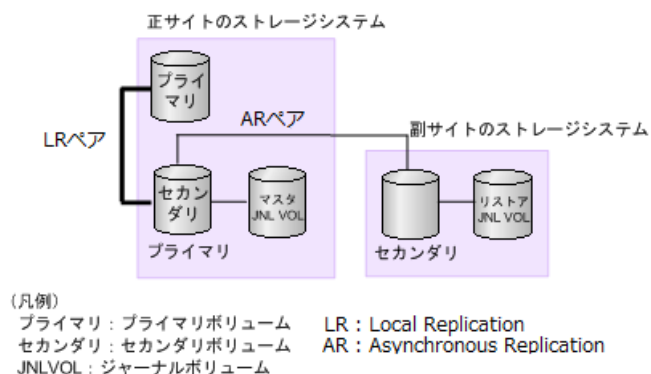 正サイトのストレージシステム
プライ
マリ
ARペア
LRペア
副サイトのストレージシステム
セカン
ダリ
マスタ
JNL VOL
リストア
JNL VOL
プライマリ
セカンダリ
(凡例)
プライマリ：プライマリボリューム LR：Local Replication
セカンダリ：セカンダリボリューム AR：Asynchronous Replication
JNLVOL：ジャーナルボリューム